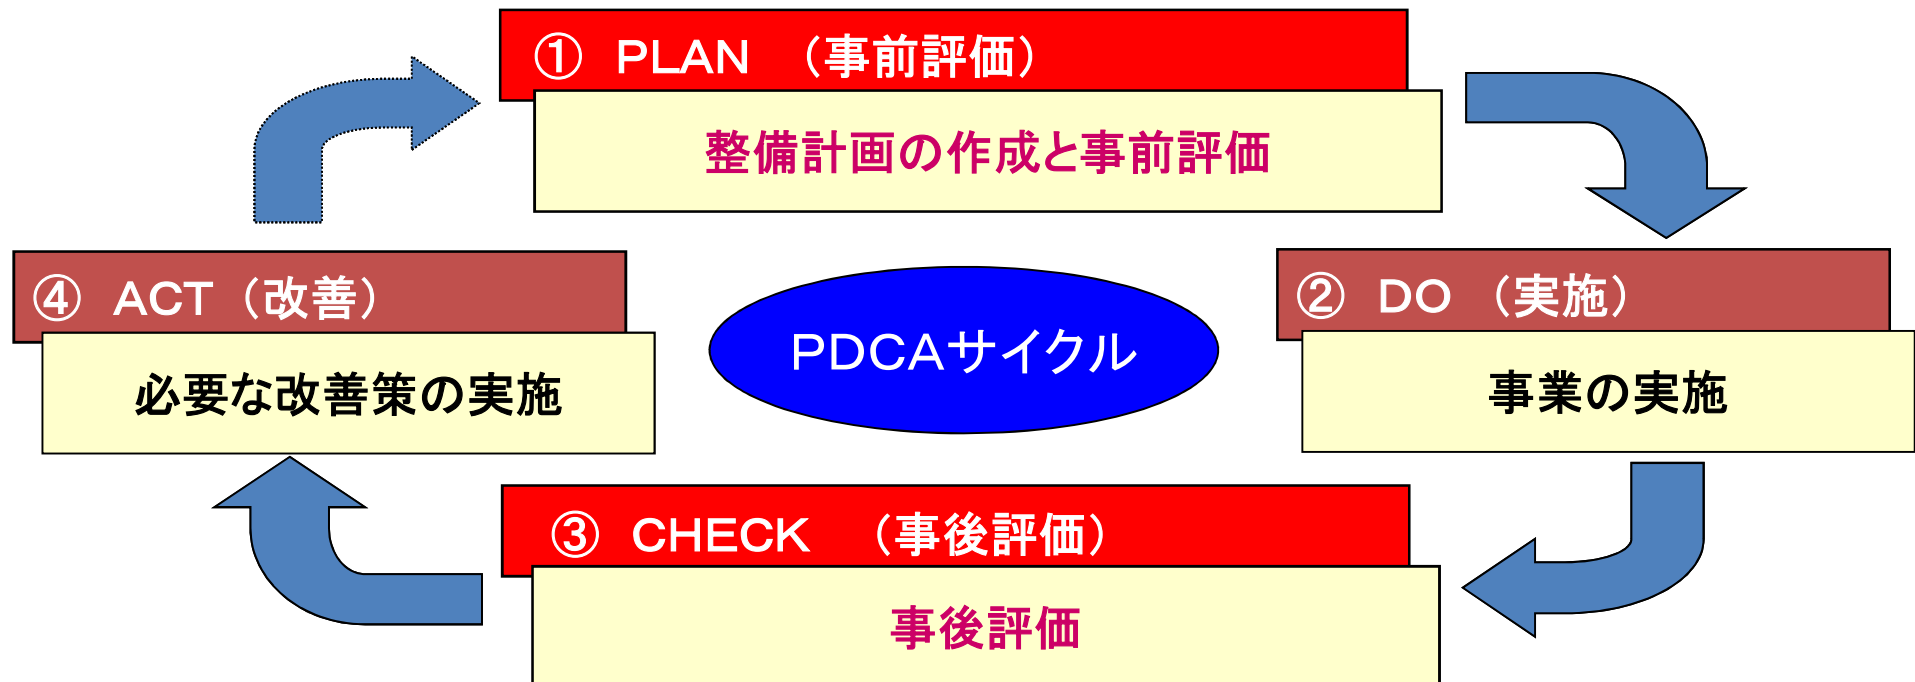 ① PLAN （事前評価）
整備計画の作成と事前評価
④ ACT （改善）
必要な改善策の実施
PDCAサイクル
② DO （実施）
事業の実施
③ CHECK （事後評価）
事後評価